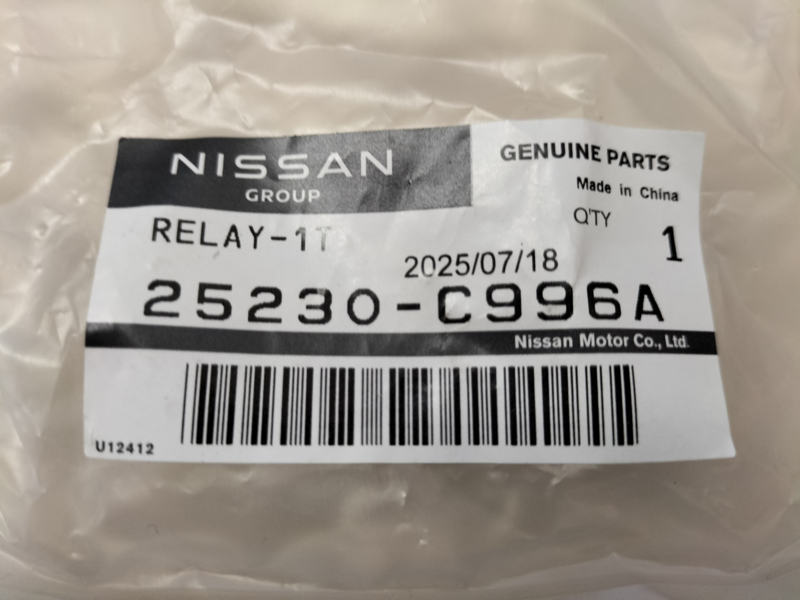 NISSAN
GROUP
GENUINE PARTS
Made in China
Q'TY 1
RELAY-1T
2025/07/18
25230-C996A
Nissan Motor Co., Ltd.
U12412